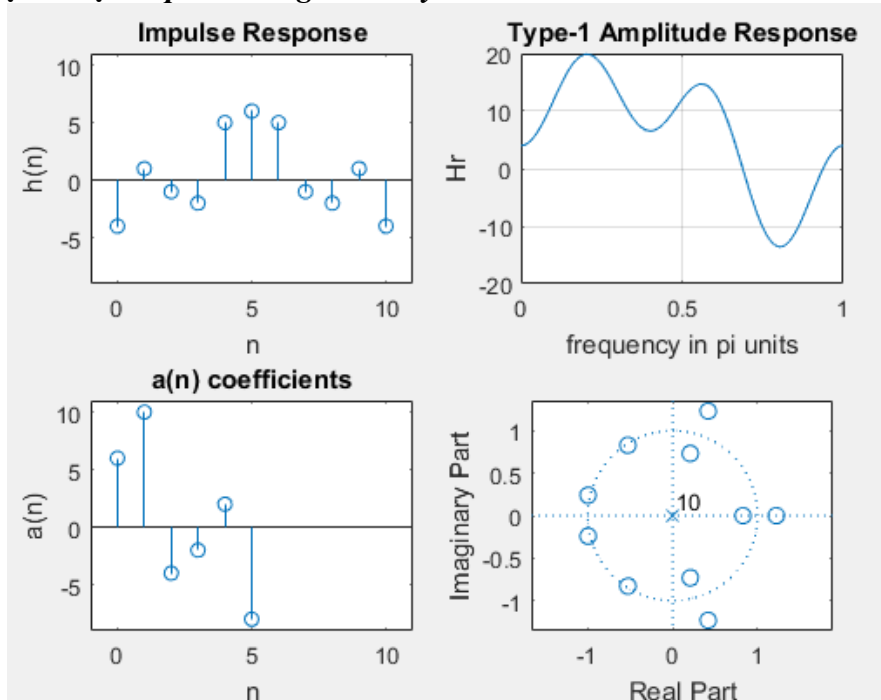 Impulse Response
10
5
0
-5
h(n)
0
5
10
n
Type-1 Amplitude Response
20
10
0
-10
-20
Hr
0
0.5
1
frequency in pi units
a(n) coefficients
10
5
0
-5
a(n)
0
5
10
n
1
0.5
0
-0.5
-1
Imaginary Part
10
-1
0
1
Real Part